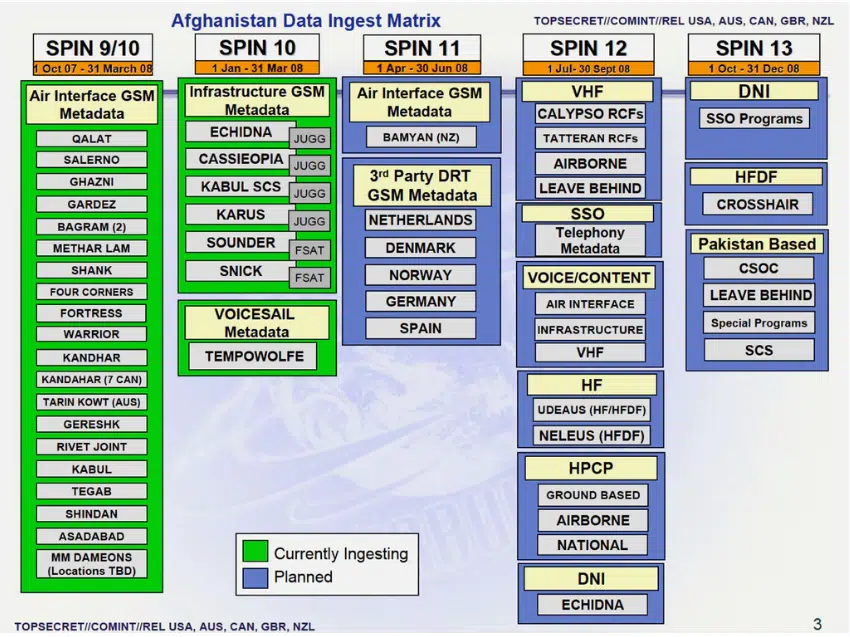 Afghanistan Data Ingest Matrix
TOPSECRET//COMINT//REL USA, AUS, CAN, GBR, NZL
SPIN 9/10
1 Oct 07 - 31 March 08
Air Interface GSM
Metadata
QALAT
SALERNO
GHAZNI
GARDEZ
BAGRAM (2)
METHAR LAM
SHANK
FOUR CORNERS
FORTRESS
WARRIOR
KANDHAR
KANDAHAR (7 CAN)
TARIN KOWT (AUS)
GERESHK
RIVET JOINT
KABUL
TEGAB
SHINDAN
ASADABAD
MM DAMEONS
(Locations TBD)
SPIN 10
1 Jan - 31 Mar 08
Infrastructure GSM
Metadata
ECHIDNA
JUGG
CASSIEOPIA
JUGG
KABUL SCS
JUGG
KARUS
JUGG
SOUNDER
FSAT
SNICK
FSAT
VOICESAIL
Metadata
TEMPOWOLFE
SPIN 11
1 Apr - 30 Jun 08
Air Interface GSM
Metadata
BAMYAN (NZ)
3rd Party DRT
GSM Metadata
NETHERLANDS
DENMARK
NORWAY
GERMANY
SPAIN
SPIN 12
1 Jul- 30 Sept 08
VHF
CALYPSO RCFs
TATTERAN RCFs
AIRBORNE
LEAVE BEHIND
SSO
Telephony
Metadata
VOICE/CONTENT
AIR INTERFACE
INFRASTRUCTURE
VHF
HF
UDEAUS (HF/HFDF)
NELEUS (HFDF)
HPCP
GROUND BASED
AIRBORNE
NATIONAL
DNI
ECHIDNA
SPIN 13
1 Oct - 31 Dec 08
DNI
SSO Programs
HFDF
CROSSHAIR
Pakistan Based
CSOC
LEAVE BEHIND
Special Programs
SCS
Currently Ingesting
Planned
TOPSECRET//COMINT//REL USA, AUS, CAN, GBR, NZL
3